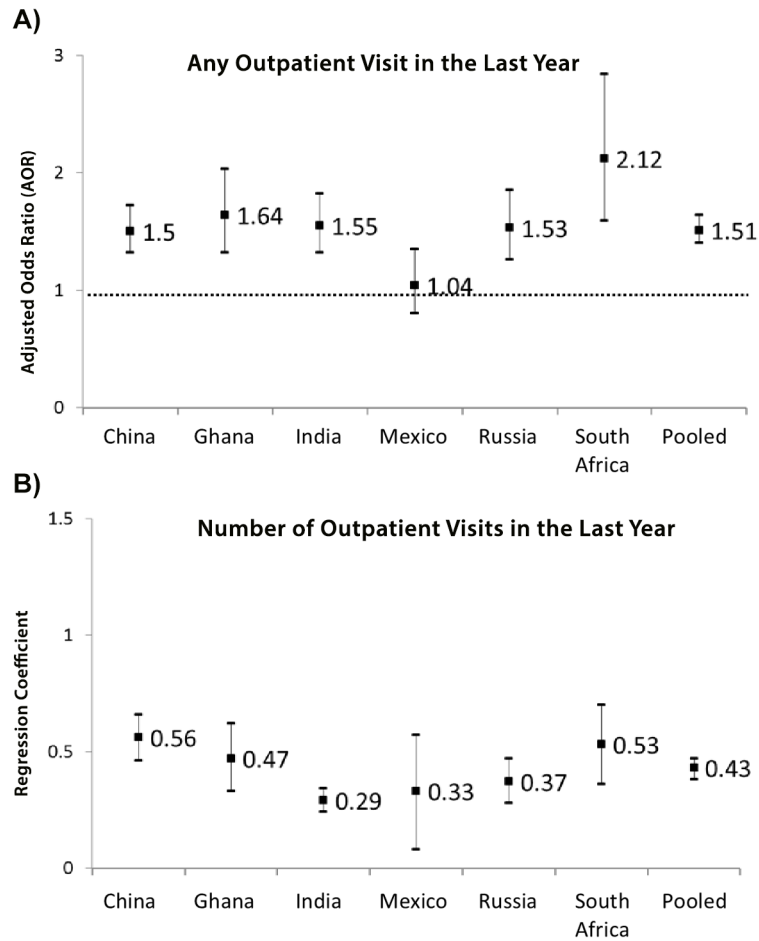 A)
Any Outpatient Visit in the Last Year
Adjusted Odds Ratio (AOR)
3
2
1
0
1.5
1.64
1.55
1.04
1.53
2.12
1.51
China
Ghana
India
Mexico
Russia
South
Africa
Pooled
B)
Number of Outpatient Visits in the Last Year
Regression Coefficient
1.5
1
0.5
0
0.56
0.47
0.29
0.33
0.37
0.53
0.43
China
Ghana
India
Mexico
Russia
South
Africa
Pooled